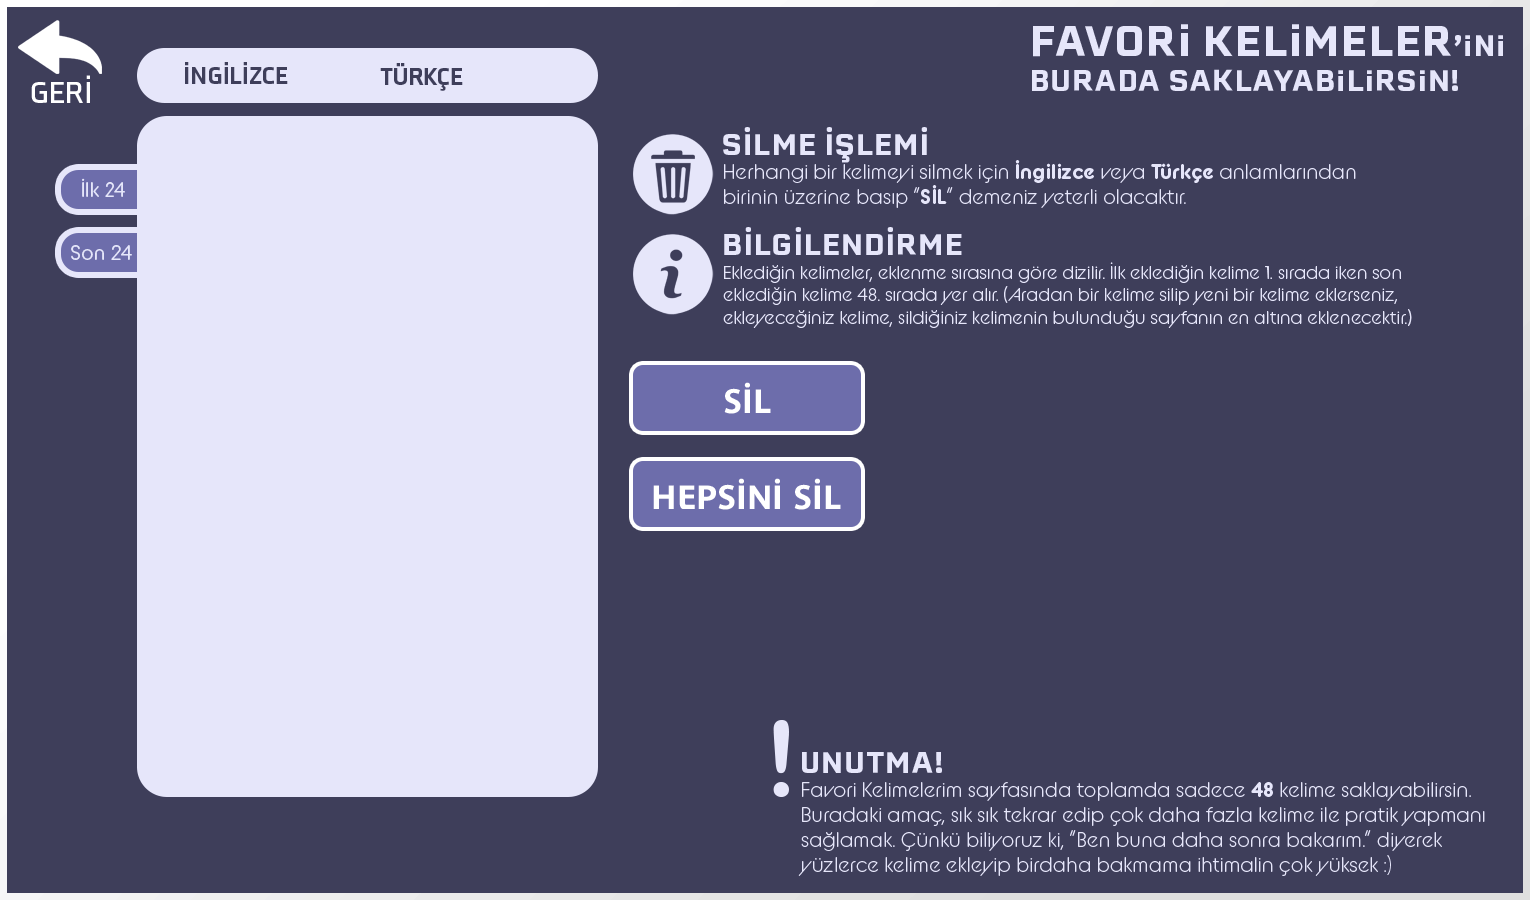 GERİ
İNGİLİZCE TÜRKÇE
İlk 24
Son 24
FAVORi KELiMELER'iNi
BURADA SAKLAYABiLiRSiN!
SİLME İŞLEMİ
Herhangi bir kelimeyi silmek için İngilizce veya Türkçe anlamlarından
birinin üzerine basıp "SİL" demeniz yeterli olacaktır.
BİLGİLENDİRME
Eklediğin kelimeler, eklenme sırasına göre dizilir. İlk eklediğin kelime 1. sırada iken son
eklediğin kelime 48. sırada yer alır. (Aradan bir kelime silip yeni bir kelime eklerseniz,
ekleyeceğiniz kelime, sildiğiniz kelimenin bulunduğu sayfanın en altına eklenecektir.)
SİL
HEPSİNİ SİL
UNUTMA!
Favori Kelimelerim sayfasında toplamda sadece 48 kelime saklayabilirsin.
Buradaki amaç, sık sık tekrar edip çok daha fazla kelime ile pratik yapmanı
sağlamak. Çünkü biliyoruz ki, "Ben buna daha sonra bakarım." diyerek
yüzlerce kelime ekleyip birdaha bakmama ihtimalin çok yüksek :)